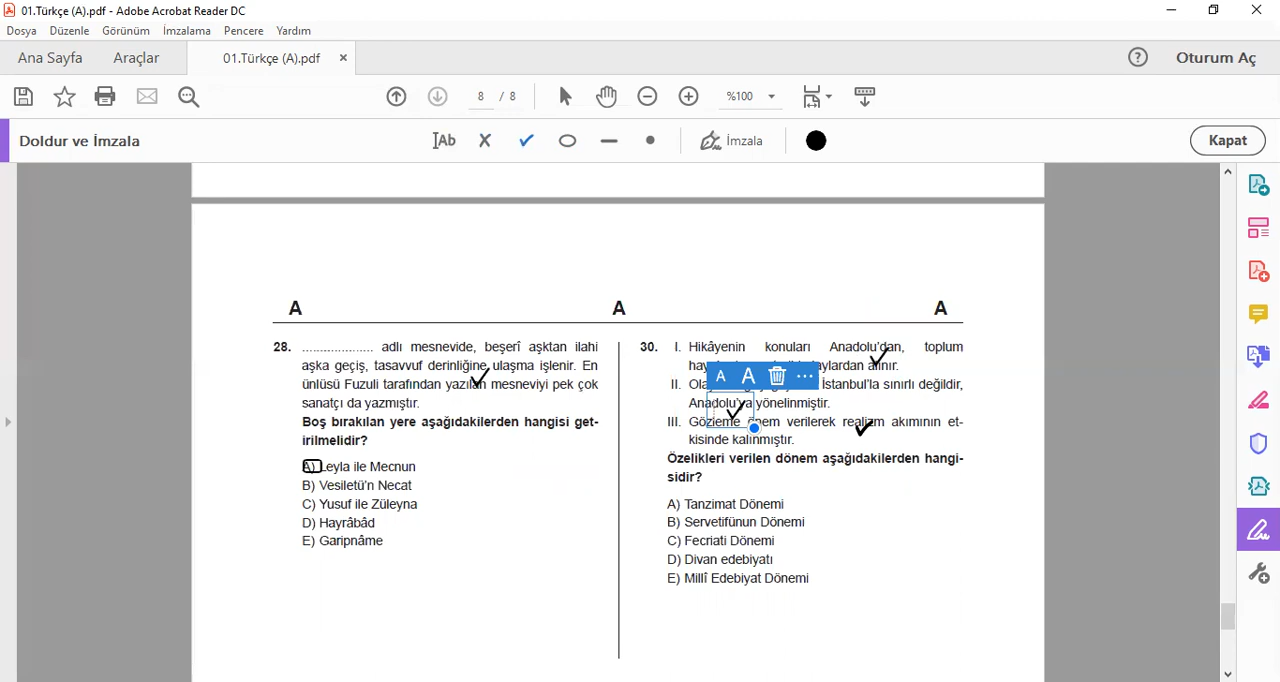 01.Türkçe (A).pdf - Adobe Acrobat Reader DC
Dosya Düzenle Görünüm İmzalama Pencere Yardım
Ana Sayfa Araçlar 01.Türkçe (A).pdf × ? Oturum Aç
8 / 8 %100
Doldur ve İmzala Ab İmzala Kapat
A A A
28. .................... adlı mesnevide, beşerî aşktan ilahi
aşka geçiş, tasavvuf derinliğine ulaşma işlenir. En
ünlüsü Fuzuli tarafından yazılan mesneviyi pek çok
sanatçı da yazmıştır.
Boş bırakılan yere aşağıdakilerden hangisi get-
irilmelidir?
A) Leyla ile Mecnun
B) Vesiletü'n Necat
C) Yusuf ile Züleyna
D) Hayrâbâd
E) Garipnâme
30. I. Hikâyenin konuları Anadolu'dan, toplum
alınır.
II. İstanbul'la sınırlı değildir,
Anadolu'ya yönelinmiştir.
III. Gözleme önem verilerek realizm akımının et-
kisinde kalınmıştır.
Özelikleri verilen dönem aşağıdakilerden hangi-
sidir?
A) Tanzimat Dönemi
B) Servetifünun Dönemi
C) Fecriati Dönemi
D) Divan edebiyatı
E) Millî Edebiyat Dönemi
A A ...